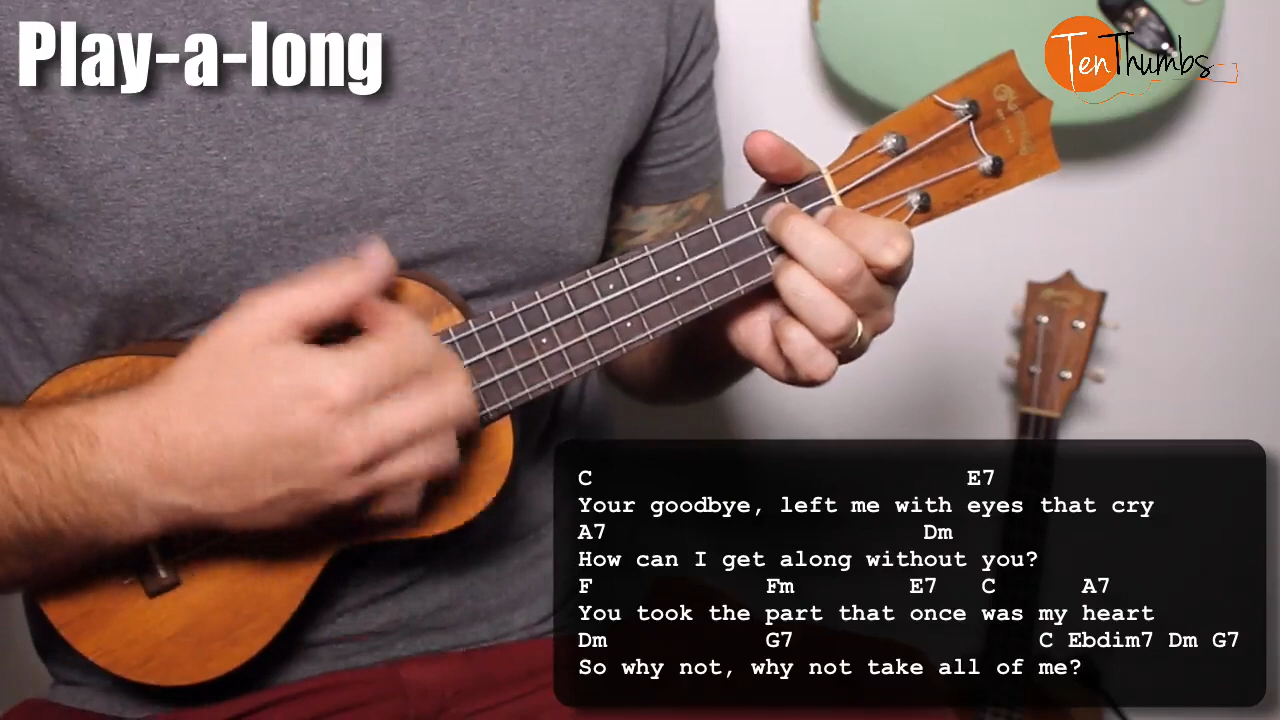 Play-a-long
TenThumbs
C E7
Your goodbye, left me with eyes that cry
A7 Dm
How can I get along without you?
F Fm E7 C A7
You took the part that once was my heart
Dm G7 C Ebdim7 Dm G7
So why not, why not take all of me?